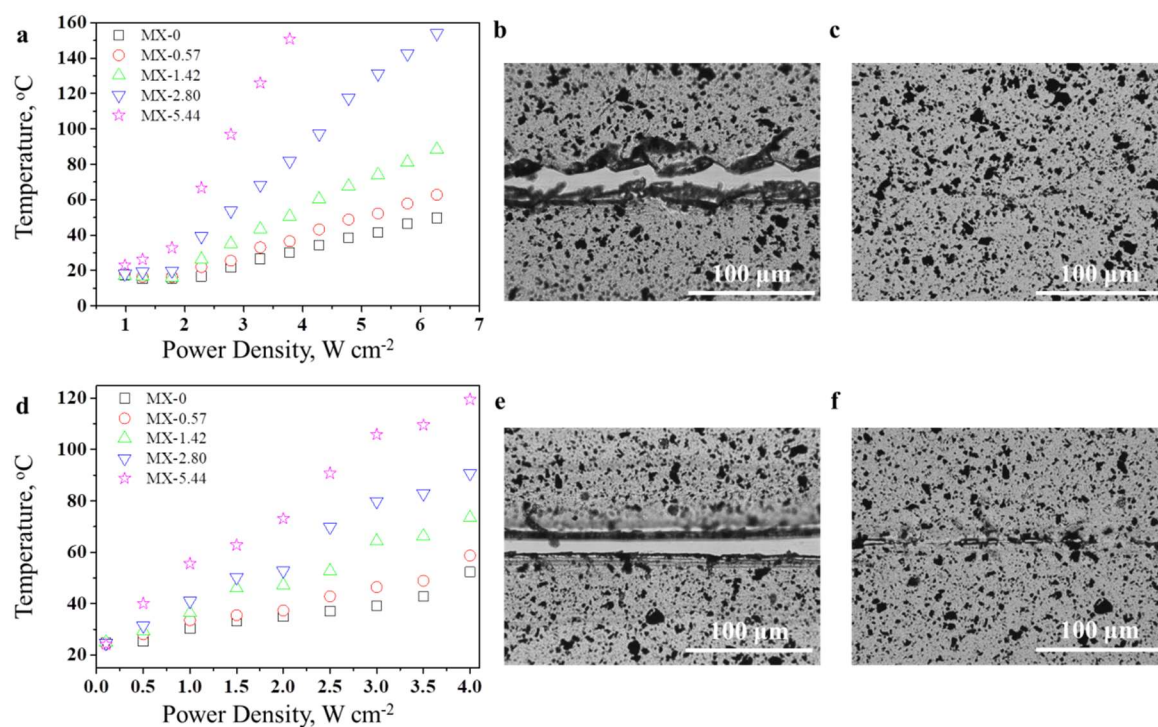 a
MX-0
MX-0.57
MX-1.42
MX-2.80
MX-5.44
160
140
120
100
80
60
40
20
0
Temperature, °C
1 2 3 4 5 6 7
Power Density, W cm⁻²
b
100 μm
c
100 μm
d
MX-0
MX-0.57
MX-1.42
MX-2.80
MX-5.44
120
100
80
60
40
20
Temperature, °C
0.0 0.5 1.0 1.5 2.0 2.5 3.0 3.5 4.0
Power Density, W cm⁻²
e
100 μm
f
100 μm